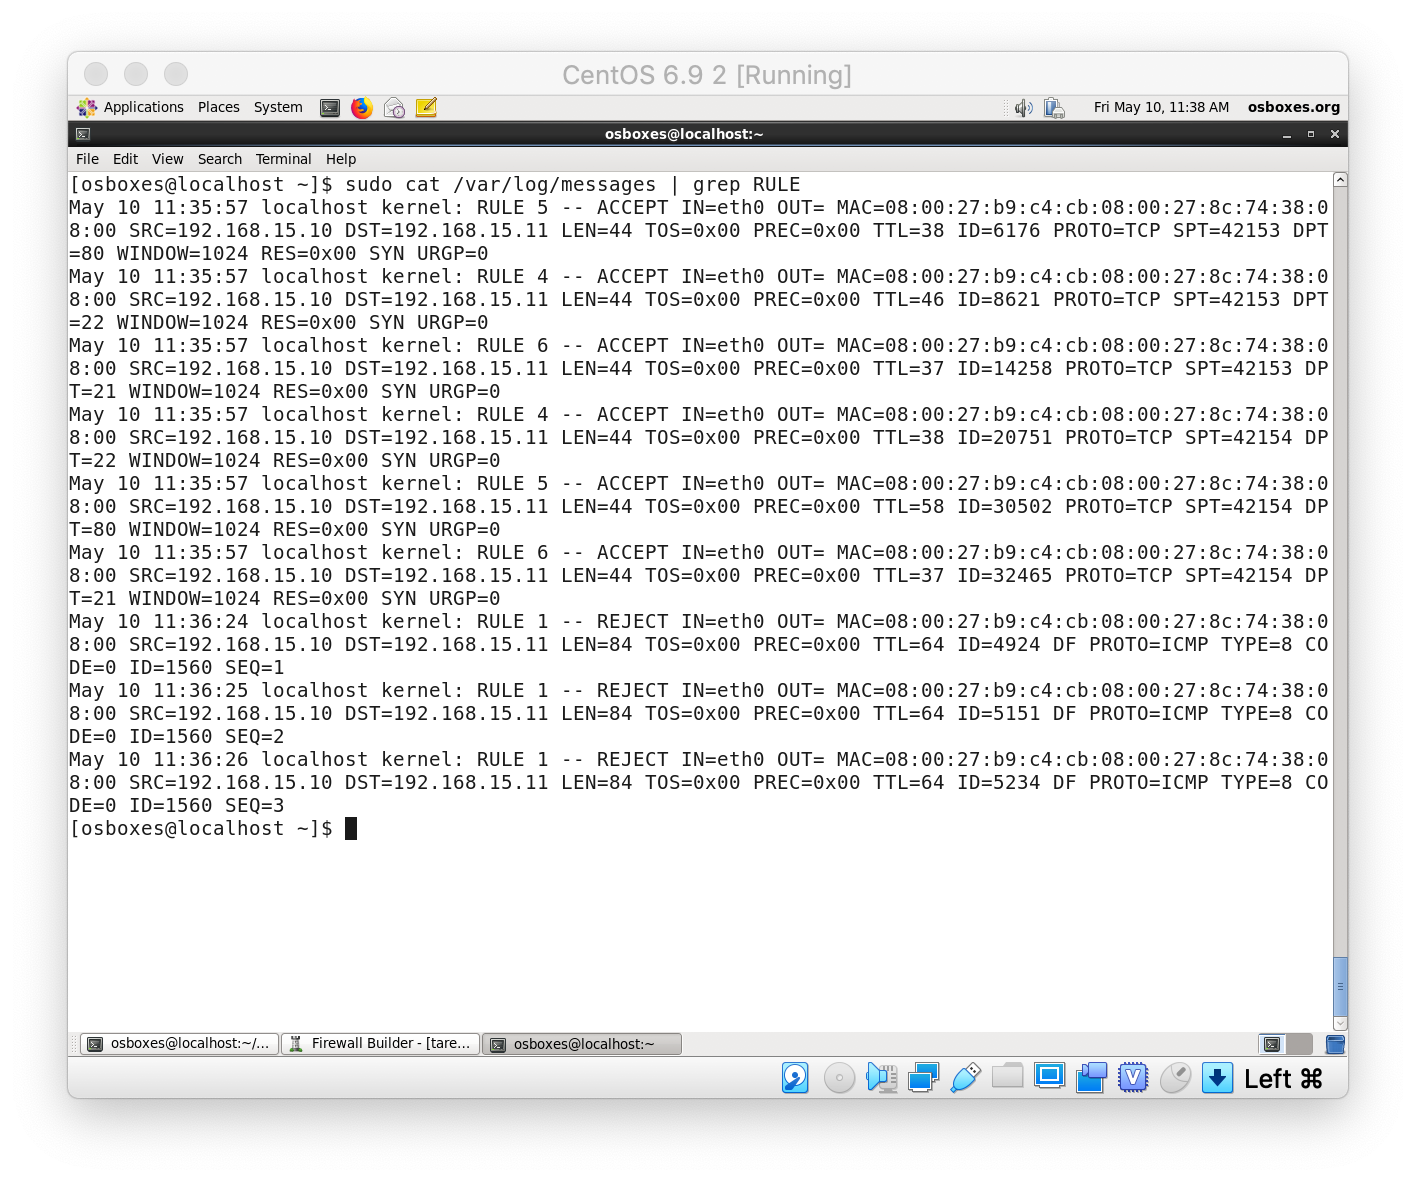 CentOS 6.9 2 [Running]
Applications Places System Fri May 10, 11:38 AM osboxes.org
osboxes@localhost:~
File Edit View Search Terminal Help
[osboxes@localhost ~]$ sudo cat /var/log/messages | grep RULE
May 10 11:35:57 localhost kernel: RULE 5 -- ACCEPT IN=eth0 OUT= MAC=08:00:27:b9:c4:cb:08:00:27:8c:74:38:0
8:00 SRC=192.168.15.10 DST=192.168.15.11 LEN=44 TOS=0x00 PREC=0x00 TTL=38 ID=6176 PROTO=TCP SPT=42153 DPT
=80 WINDOW=1024 RES=0x00 SYN URGP=0
May 10 11:35:57 localhost kernel: RULE 4 -- ACCEPT IN=eth0 OUT= MAC=08:00:27:b9:c4:cb:08:00:27:8c:74:38:0
8:00 SRC=192.168.15.10 DST=192.168.15.11 LEN=44 TOS=0x00 PREC=0x00 TTL=46 ID=8621 PROTO=TCP SPT=42153 DPT
=22 WINDOW=1024 RES=0x00 SYN URGP=0
May 10 11:35:57 localhost kernel: RULE 6 -- ACCEPT IN=eth0 OUT= MAC=08:00:27:b9:c4:cb:08:00:27:8c:74:38:0
8:00 SRC=192.168.15.10 DST=192.168.15.11 LEN=44 TOS=0x00 PREC=0x00 TTL=37 ID=14258 PROTO=TCP SPT=42153 DP
T=21 WINDOW=1024 RES=0x00 SYN URGP=0
May 10 11:35:57 localhost kernel: RULE 4 -- ACCEPT IN=eth0 OUT= MAC=08:00:27:b9:c4:cb:08:00:27:8c:74:38:0
8:00 SRC=192.168.15.10 DST=192.168.15.11 LEN=44 TOS=0x00 PREC=0x00 TTL=38 ID=20751 PROTO=TCP SPT=42154 DP
T=22 WINDOW=1024 RES=0x00 SYN URGP=0
May 10 11:35:57 localhost kernel: RULE 5 -- ACCEPT IN=eth0 OUT= MAC=08:00:27:b9:c4:cb:08:00:27:8c:74:38:0
8:00 SRC=192.168.15.10 DST=192.168.15.11 LEN=44 TOS=0x00 PREC=0x00 TTL=58 ID=30502 PROTO=TCP SPT=42154 DP
T=80 WINDOW=1024 RES=0x00 SYN URGP=0
May 10 11:35:57 localhost kernel: RULE 6 -- ACCEPT IN=eth0 OUT= MAC=08:00:27:b9:c4:cb:08:00:27:8c:74:38:0
8:00 SRC=192.168.15.10 DST=192.168.15.11 LEN=44 TOS=0x00 PREC=0x00 TTL=37 ID=32465 PROTO=TCP SPT=42154 DP
T=21 WINDOW=1024 RES=0x00 SYN URGP=0
May 10 11:36:24 localhost kernel: RULE 1 -- REJECT IN=eth0 OUT= MAC=08:00:27:b9:c4:cb:08:00:27:8c:74:38:0
8:00 SRC=192.168.15.10 DST=192.168.15.11 LEN=84 TOS=0x00 PREC=0x00 TTL=64 ID=4924 DF PROTO=ICMP TYPE=8 CO
DE=0 ID=1560 SEQ=1
May 10 11:36:25 localhost kernel: RULE 1 -- REJECT IN=eth0 OUT= MAC=08:00:27:b9:c4:cb:08:00:27:8c:74:38:0
8:00 SRC=192.168.15.10 DST=192.168.15.11 LEN=84 TOS=0x00 PREC=0x00 TTL=64 ID=5151 DF PROTO=ICMP TYPE=8 CO
DE=0 ID=1560 SEQ=2
May 10 11:36:26 localhost kernel: RULE 1 -- REJECT IN=eth0 OUT= MAC=08:00:27:b9:c4:cb:08:00:27:8c:74:38:0
8:00 SRC=192.168.15.10 DST=192.168.15.11 LEN=84 TOS=0x00 PREC=0x00 TTL=64 ID=5234 DF PROTO=ICMP TYPE=8 CO
DE=0 ID=1560 SEQ=3
[osboxes@localhost ~]$
osboxes@localhost:~/... Firewall Builder - [tare... osboxes@localhost:~
Left ⌘